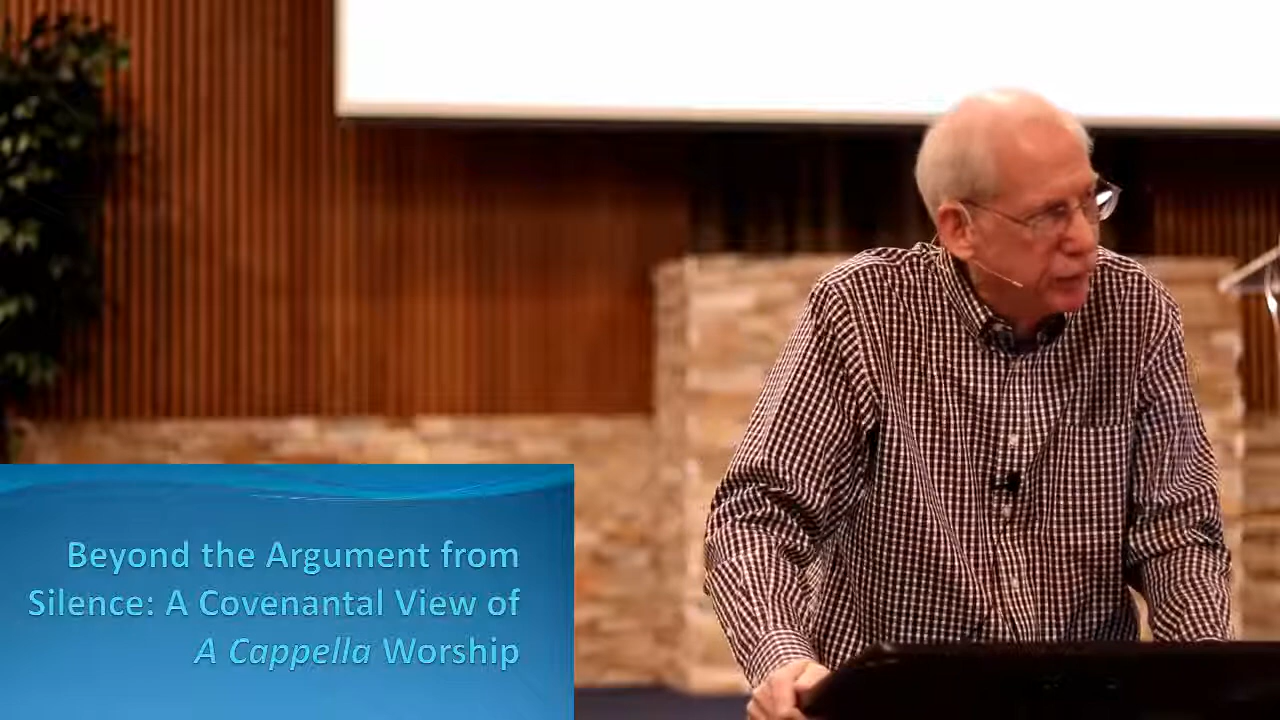 Beyond the Argument from
Silence: A Covenantal View of
A Cappella Worship